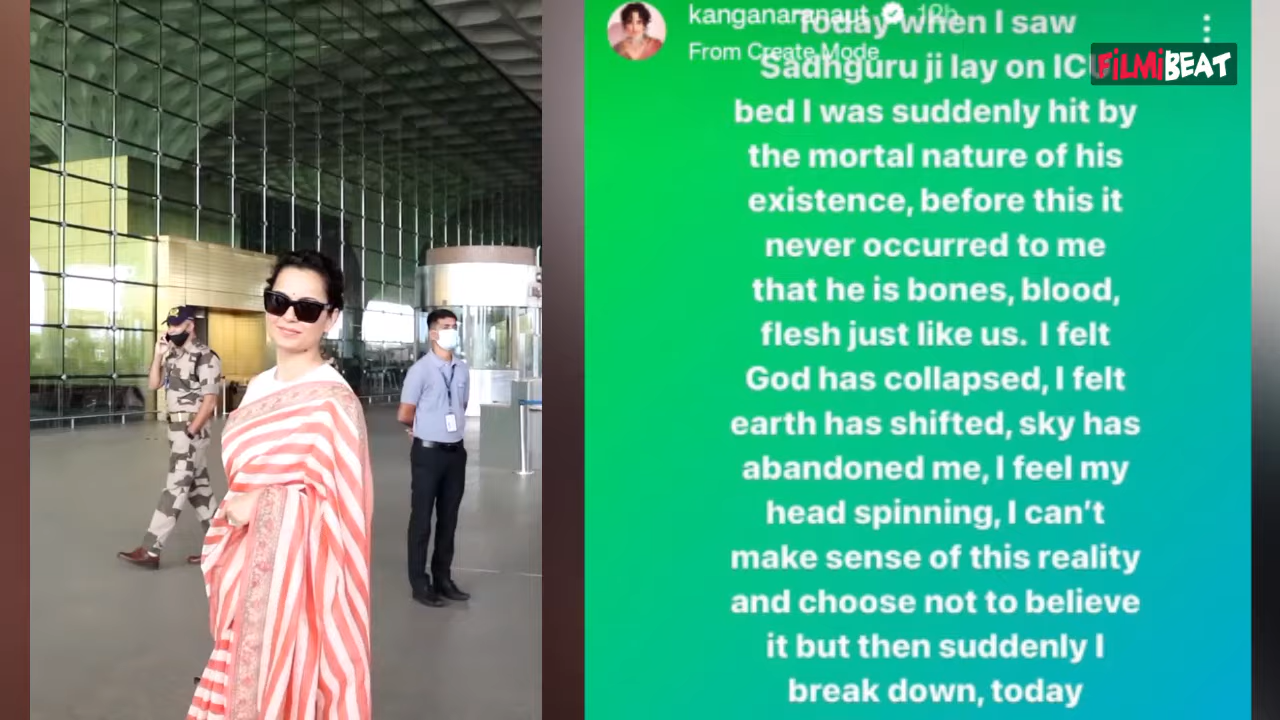 kanganaranaut 19h
From Create Mode
FiLMiBEAT
Today when I saw
Sadhguru ji lay on ICU
bed I was suddenly hit by
the mortal nature of his
existence, before this it
never occurred to me
that he is bones, blood,
flesh just like us. I felt
God has collapsed, I felt
earth has shifted, sky has
abandoned me, I feel my
head spinning, I can't
make sense of this reality
and choose not to believe
it but then suddenly I
break down, today